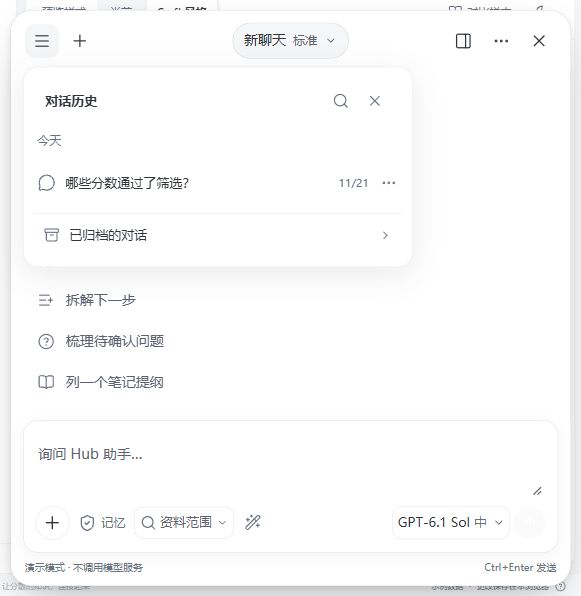 新聊天 标准
对话历史
今天
哪些分数通过了筛选? 11/21
已归档的对话
拆解下一步
梳理待确认问题
列一个笔记提纲
询问 Hub 助手...
记忆 资料范围 GPT-6.1 Sol 中
演示模式 · 不调用模型服务 Ctrl+Enter 发送